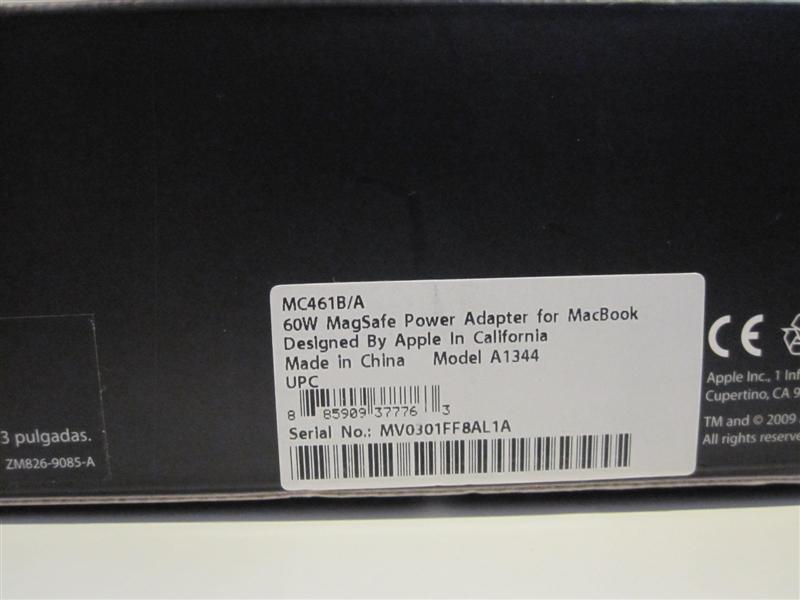 MC461B/A
60W MagSafe Power Adapter for MacBook
Designed By Apple In California
Made in China Model A1344
UPC
8 85909 37776 3
Serial No.: MV0301FF8AL1A
3 pulgadas.
ZM826-9085-A
CE
Apple Inc., 1
Cupertino, CA
TM and © 2009
All rights